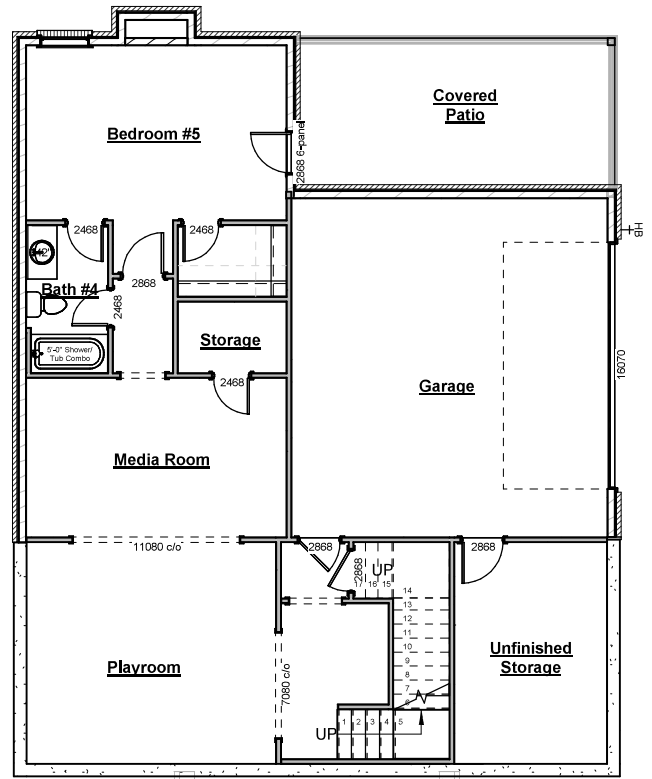 Covered
Patio
Bedroom #5
2868 6-panel
2468
2468
HB
42"
2868
Bath #4
2468
Storage
5'-0" Shower/
Tub Combo
16070
2468
Garage
Media Room
11080 c/o
2868
2868
2868
UP
17 16 15
14
13
12
11
10
9
8
7
6
Unfinished
Storage
Playroom
7080 c/o
UP
1 2 3 4 5